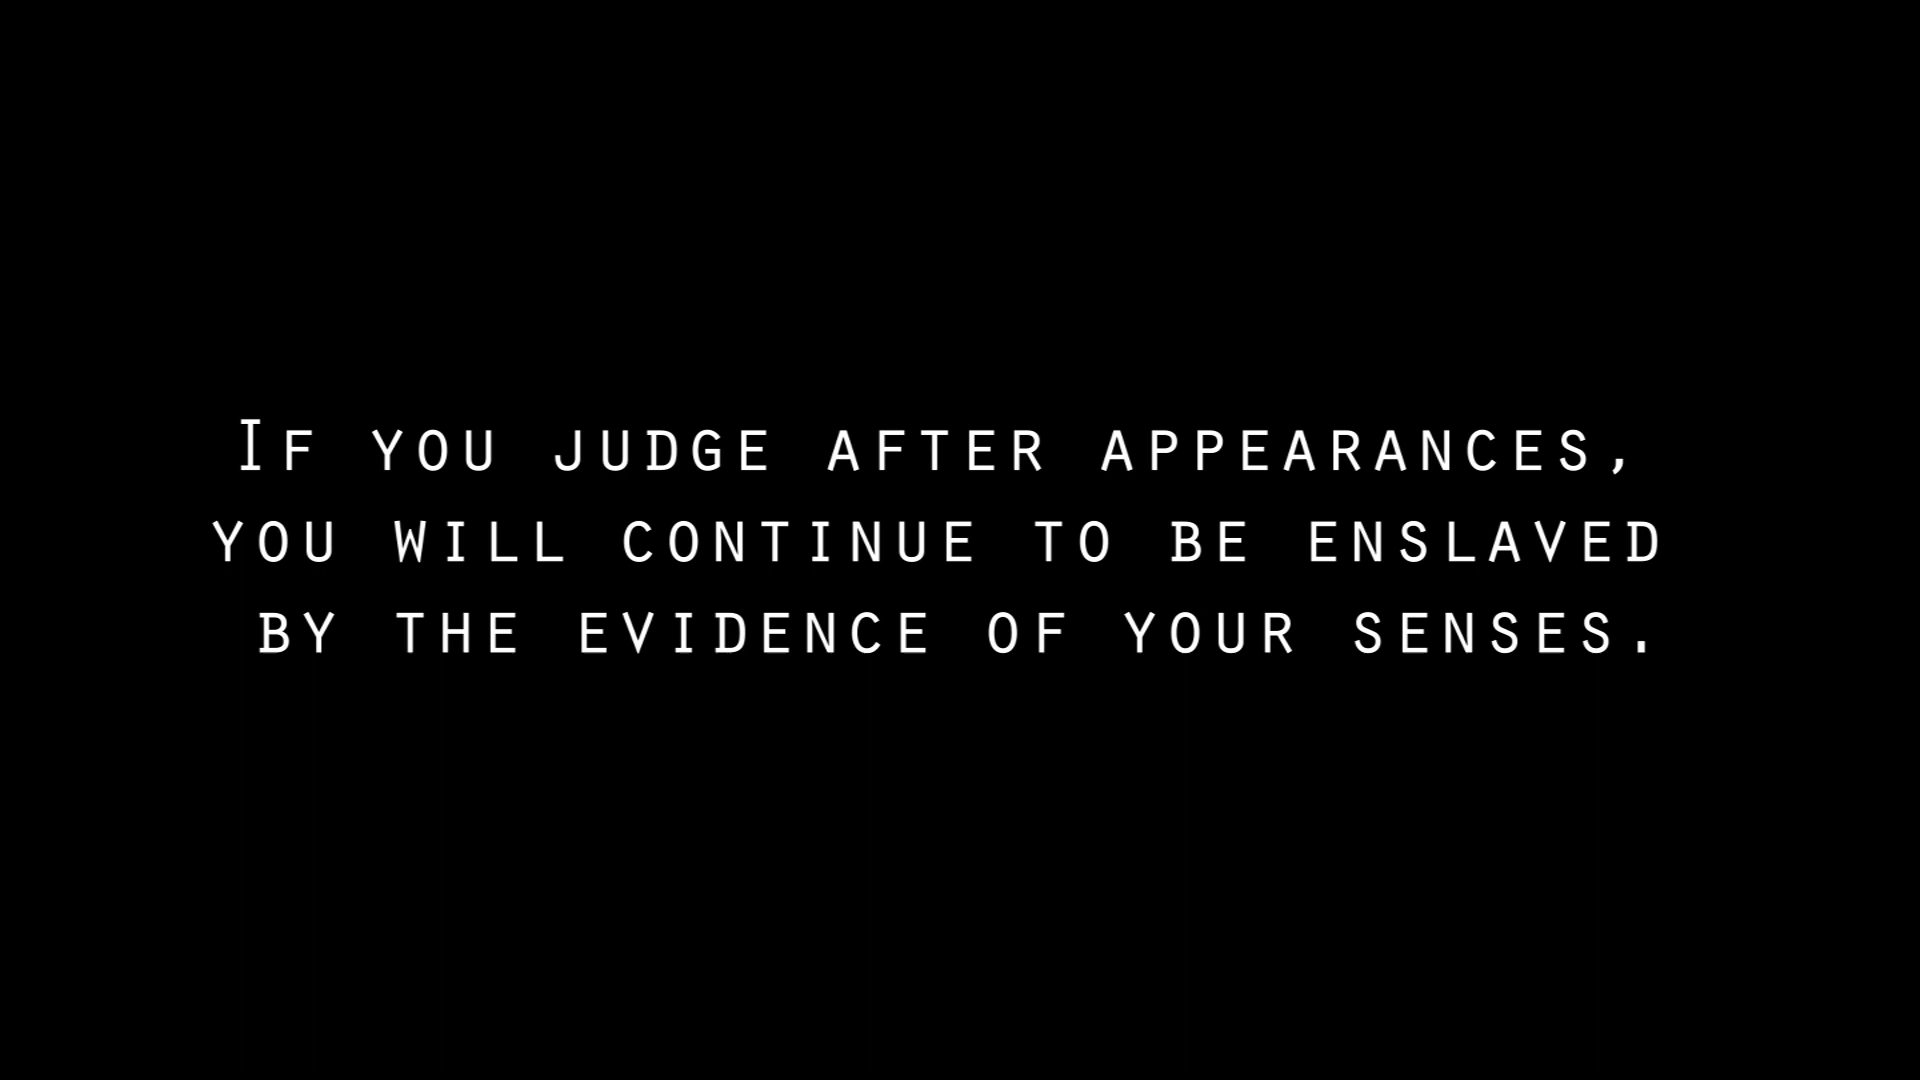 If you judge after appearances,
you will continue to be enslaved
by the evidence of your senses.